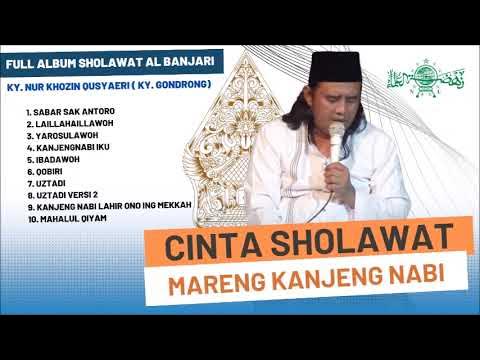 FULL ALBUM SHOLAWAT AL BANJARI
KY. NUR KHOZIN QUSYAERI ( KY. GONDRONG)
1. SABAR SAK ANTORO
2. LAILLAHAILLAWOH
3. YAROSULAWOH
4. KANJENGNABI IKU
5. IBADAWOH
6. QOBIRI
7. UZTADI
8. UZTADI VERSI 2
9. KANJENG NABI LAHIR ONO ING MEKKAH
10. MAHALUL QIYAM
CINTA SHOLAWAT
MARENG KANJENG NABI